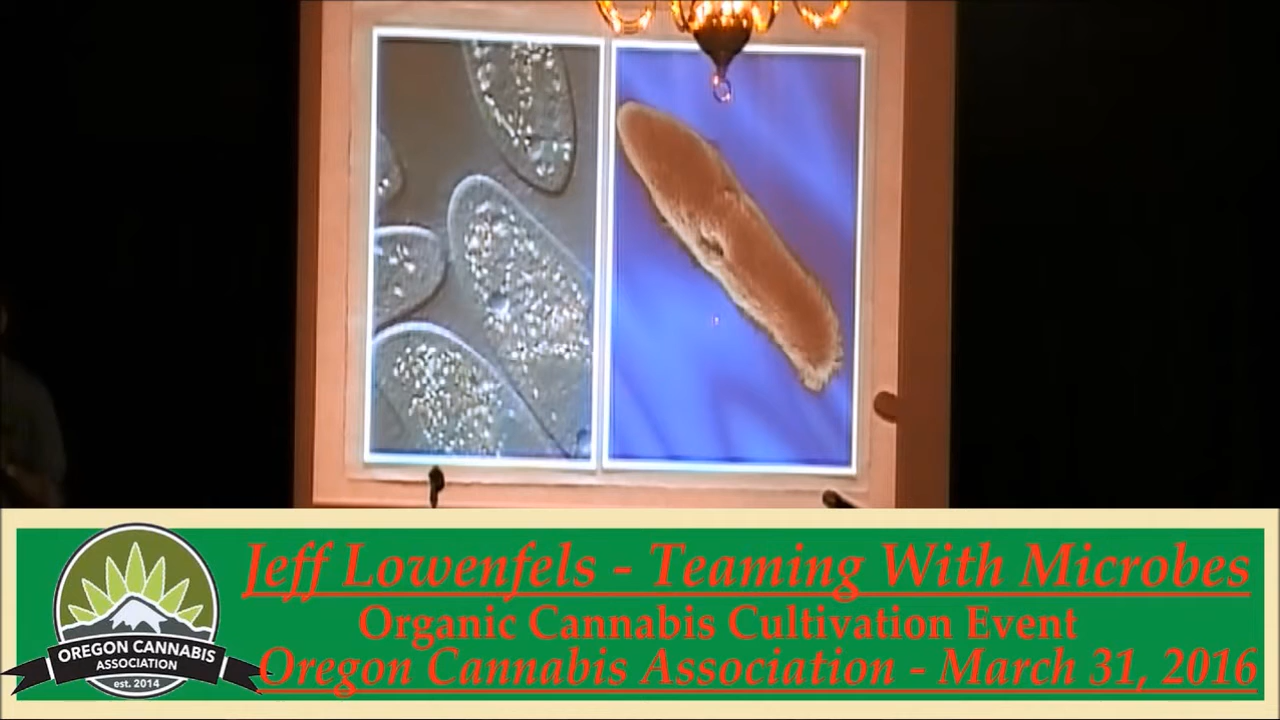 Jeff Lowenfels - Teaming With Microbes
Organic Cannabis Cultivation Event
Oregon Cannabis Association - March 31, 2016
OREGON CANNABIS
ASSOCIATION
est. 2014